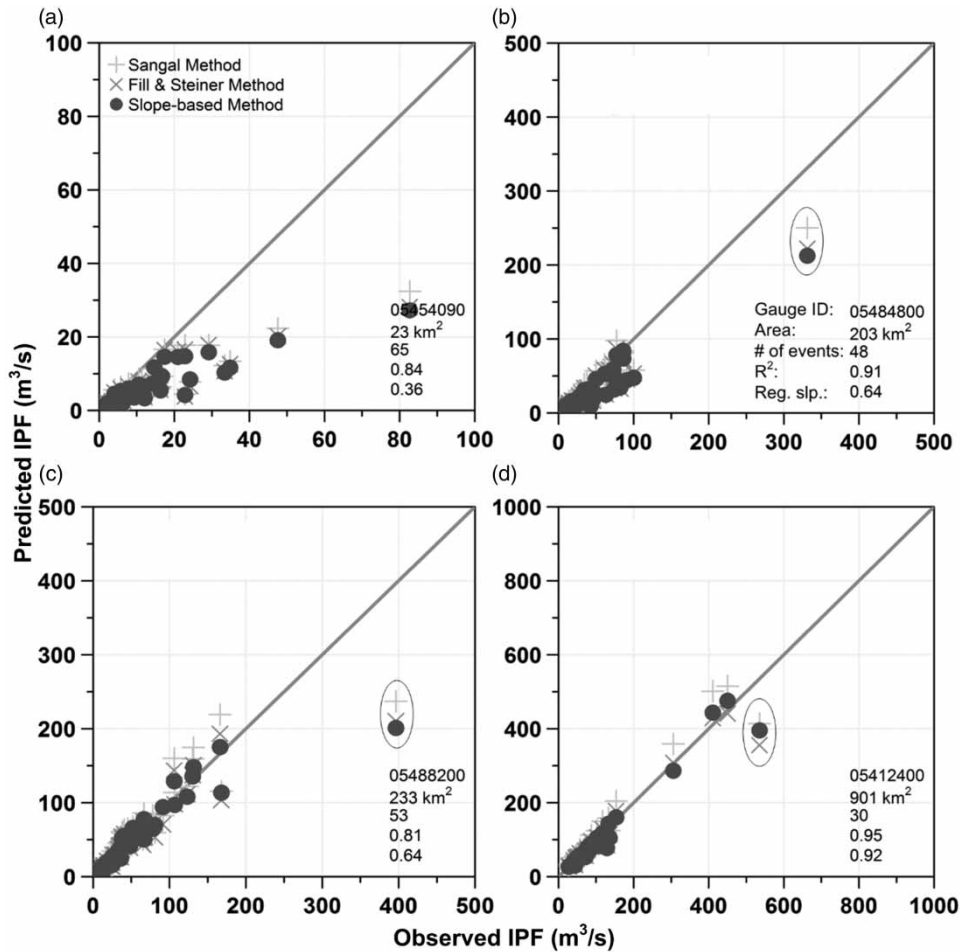 (a)
(b)
100
80
60
40
20
0
0 20 40 60 80 100
Sangal Method
Fill & Steiner Method
Slope-based Method
05454090
23 km²
65
0.84
0.36
500
400
300
200
100
0
0 100 200 300 400 500
Gauge ID: 05484800
Area: 203 km²
# of events: 48
R²: 0.91
Reg. slp.: 0.64
Predicted IPF (m³/s)
(c)
(d)
500
400
300
200
100
0
0 100 200 300 400 500
05488200
233 km²
53
0.81
0.64
1000
800
600
400
200
0
0 200 400 600 800 1000
05412400
901 km²
30
0.95
0.92
Observed IPF (m³/s)